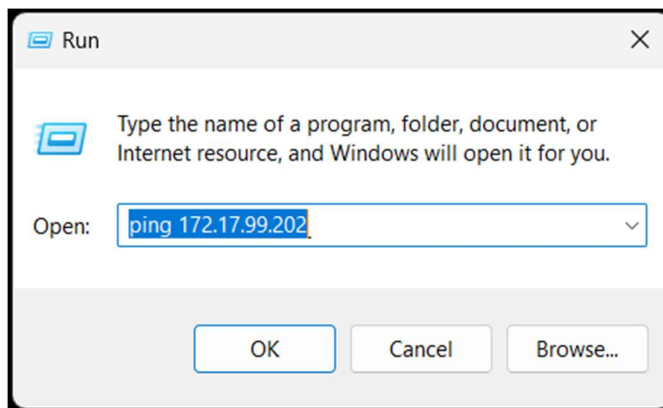 Run
Type the name of a program, folder, document, or
Internet resource, and Windows will open it for you.
Open: ping 172.17.99.202
OK Cancel Browse...